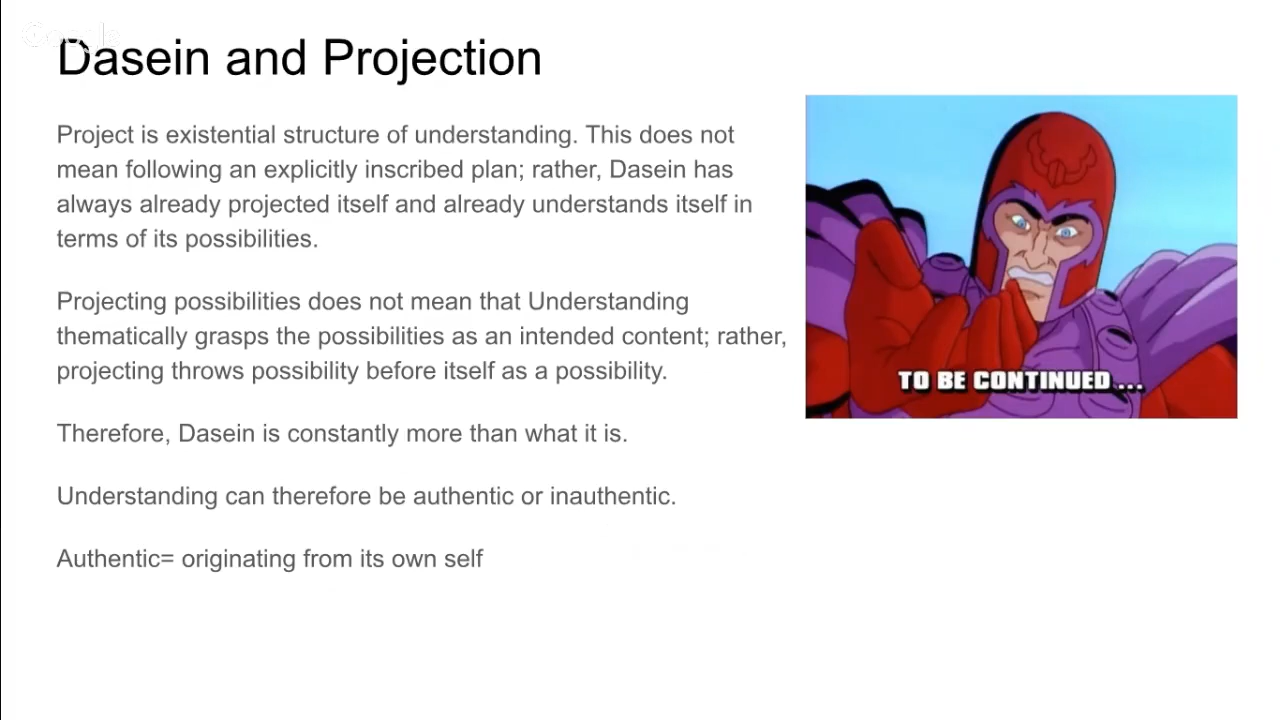 Google
Dasein and Projection
Project is existential structure of understanding. This does not
mean following an explicitly inscribed plan; rather, Dasein has
always already projected itself and already understands itself in
terms of its possibilities.
Projecting possibilities does not mean that Understanding
thematically grasps the possibilities as an intended content; rather,
projecting throws possibility before itself as a possibility.
Therefore, Dasein is constantly more than what it is.
Understanding can therefore be authentic or inauthentic.
Authentic= originating from its own self
TO BE CONTINUED...